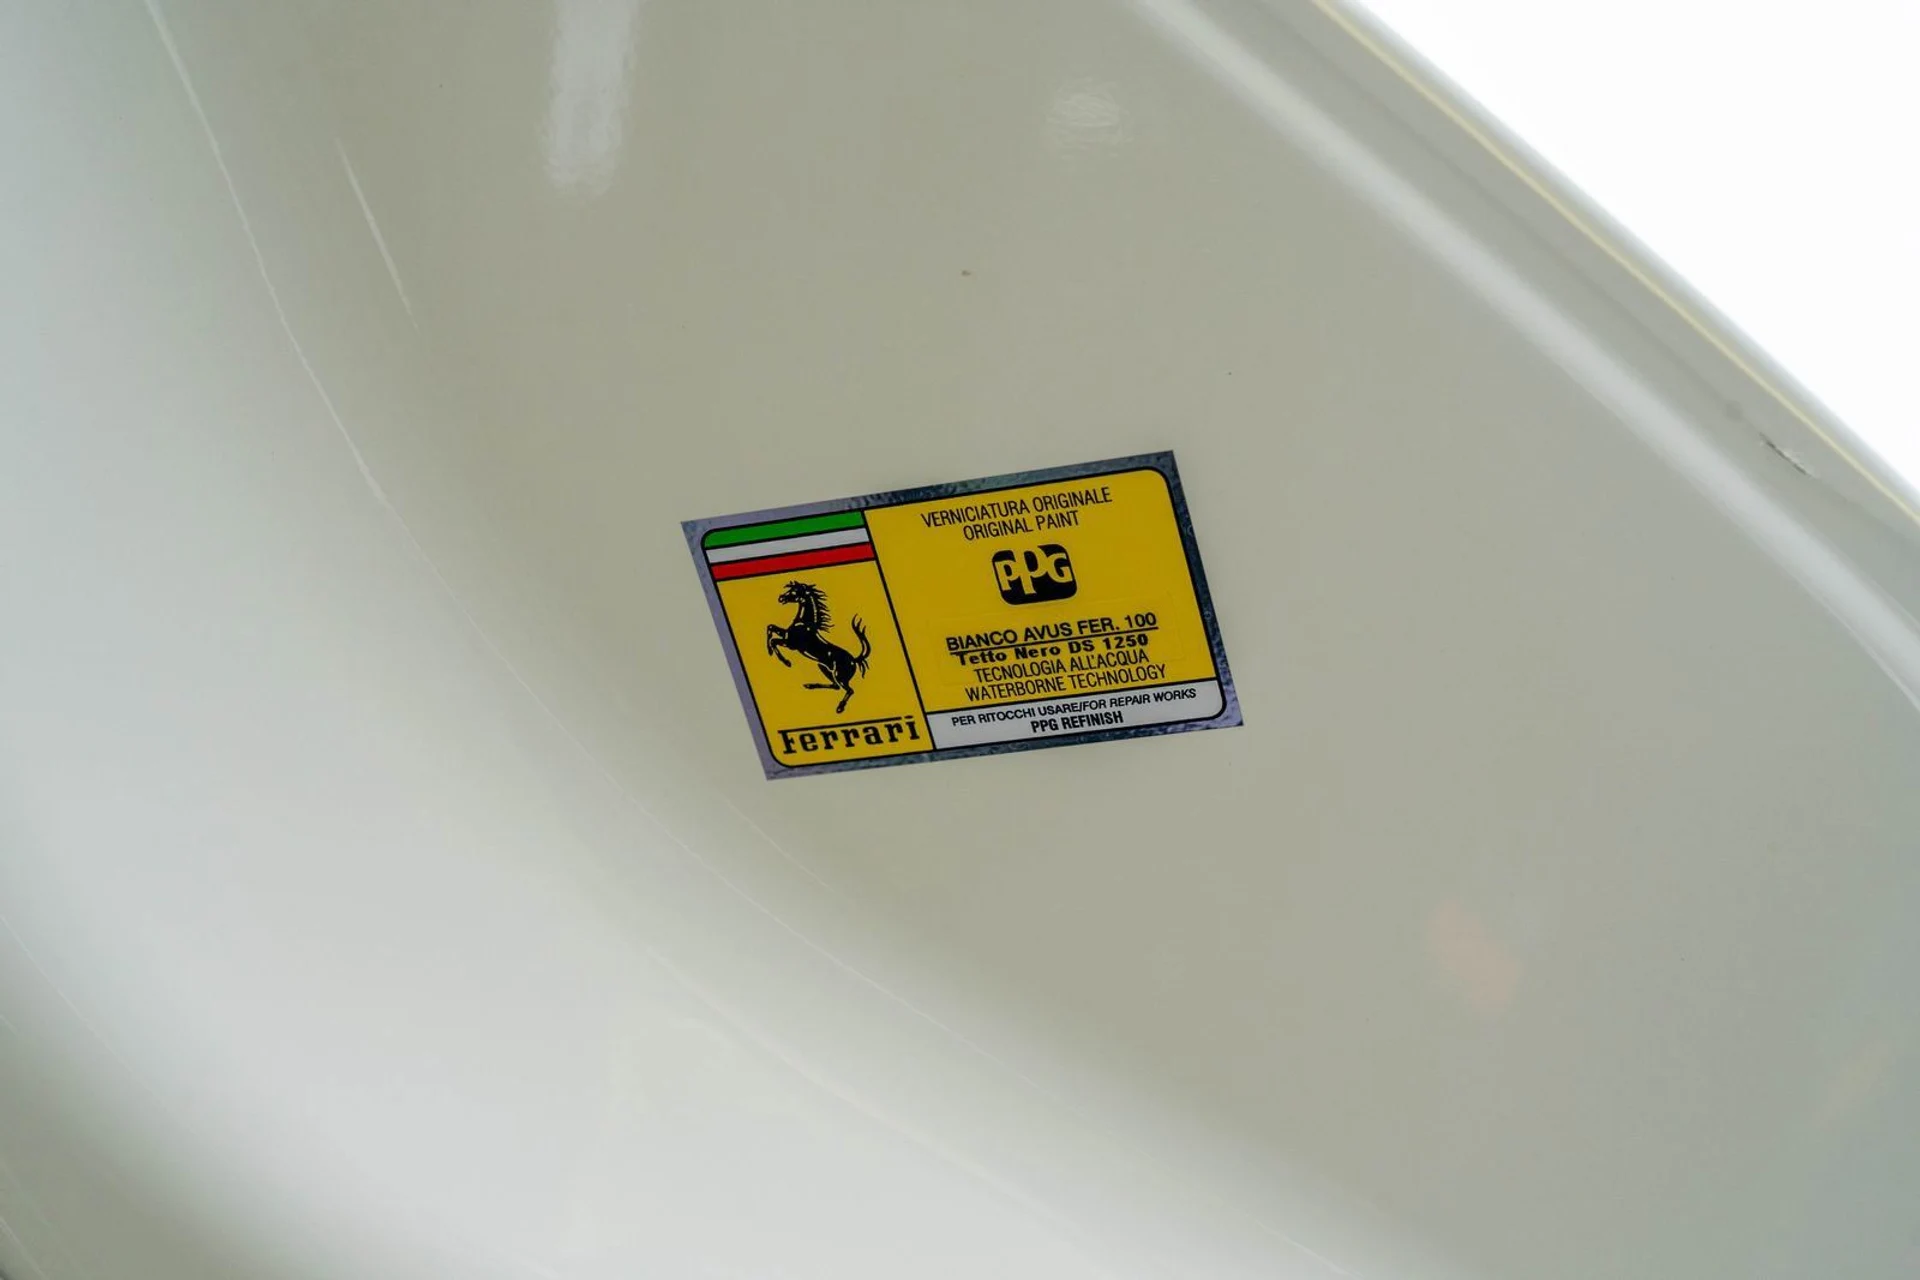 VERNICIATURA ORIGINALE
ORIGINAL PAINT
PPG
BIANCO AVUS FER. 100
Tetto Nero DS 1250
TECNOLOGIA ALL'ACQUA
WATERBORNE TECHNOLOGY
PER RITOCCHI USARE/FOR REPAIR WORKS
PPG REFINISH
Ferrari